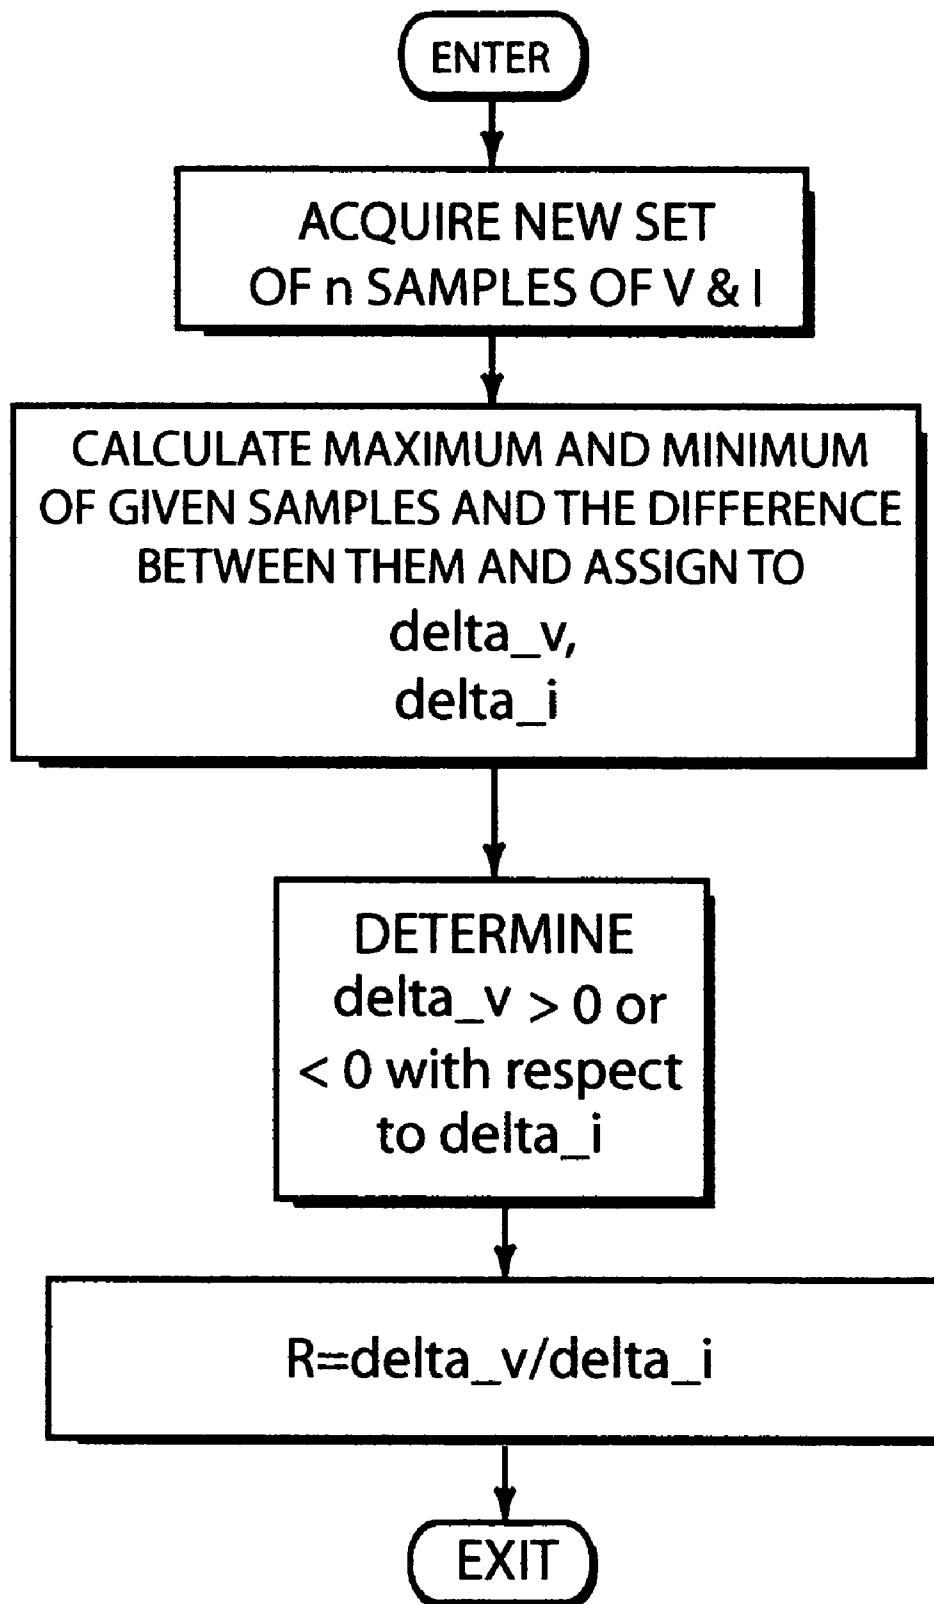 ENTER
ACQUIRE NEW SET
OF n SAMPLES OF V & I
CALCULATE MAXIMUM AND MINIMUM
OF GIVEN SAMPLES AND THE DIFFERENCE
BETWEEN THEM AND ASSIGN TO
delta_v,
delta_i
DETERMINE
delta_v > 0 or
< 0 with respect
to delta_i
R=delta_v/delta_i
EXIT